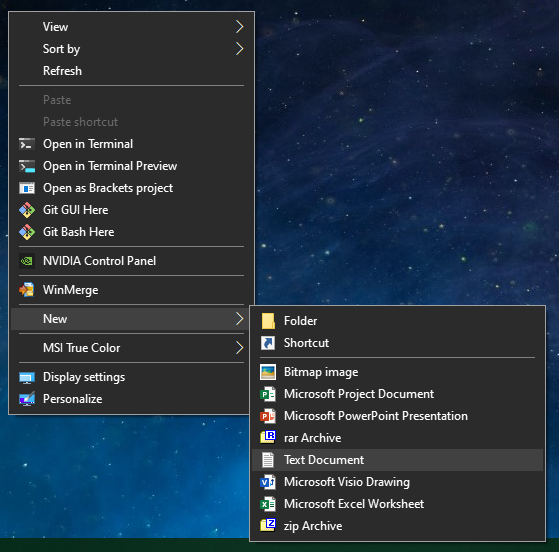 View
Sort by
Refresh
Paste
Paste shortcut
Open in Terminal
Open in Terminal Preview
Open as Brackets project
Git GUI Here
Git Bash Here
NVIDIA Control Panel
WinMerge
New
MSI True Color
Display settings
Personalize
Folder
Shortcut
Bitmap image
Microsoft Project Document
Microsoft PowerPoint Presentation
rar Archive
Text Document
Microsoft Visio Drawing
Microsoft Excel Worksheet
zip Archive